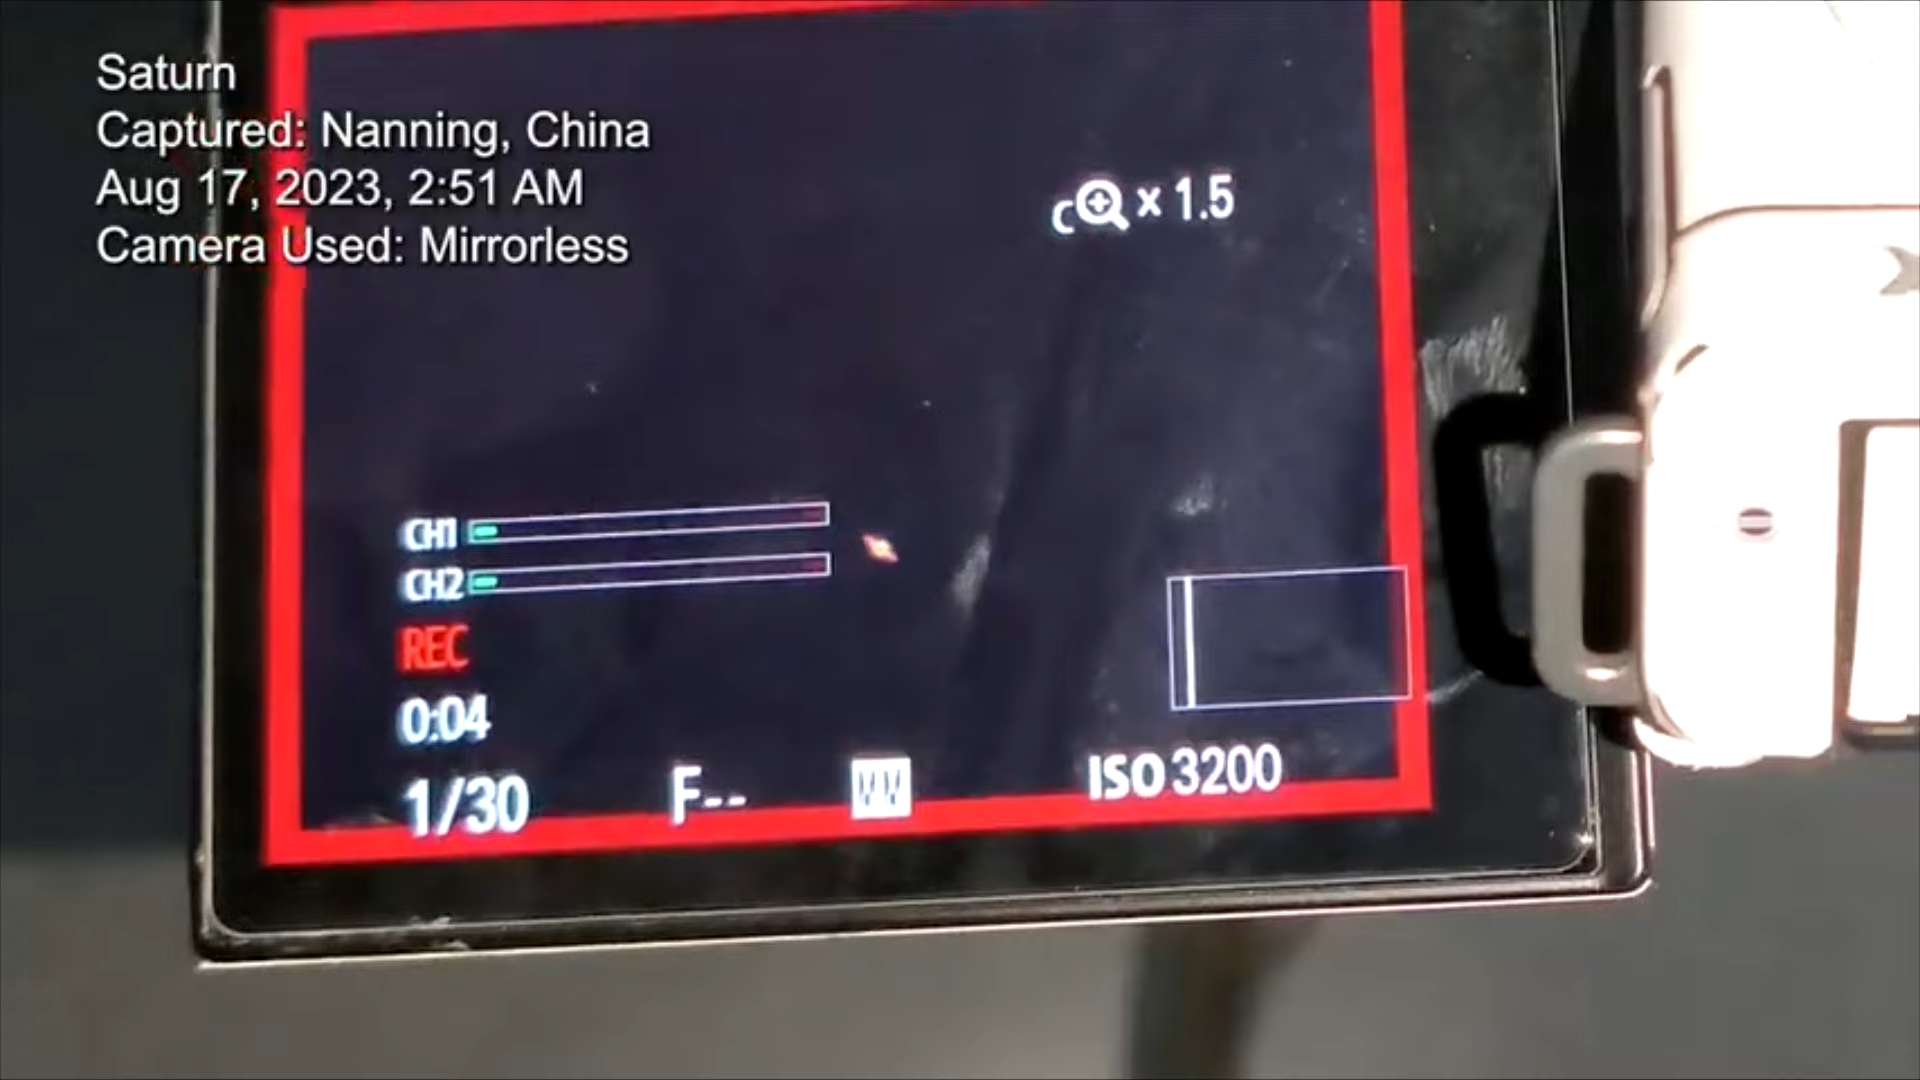 Saturn
Captured: Nanning, China
Aug 17, 2023, 2:51 AM
Camera Used: Mirrorless
c x 1.5
CH1
CH2
REC
0:04
1/30 F-- ISO 3200